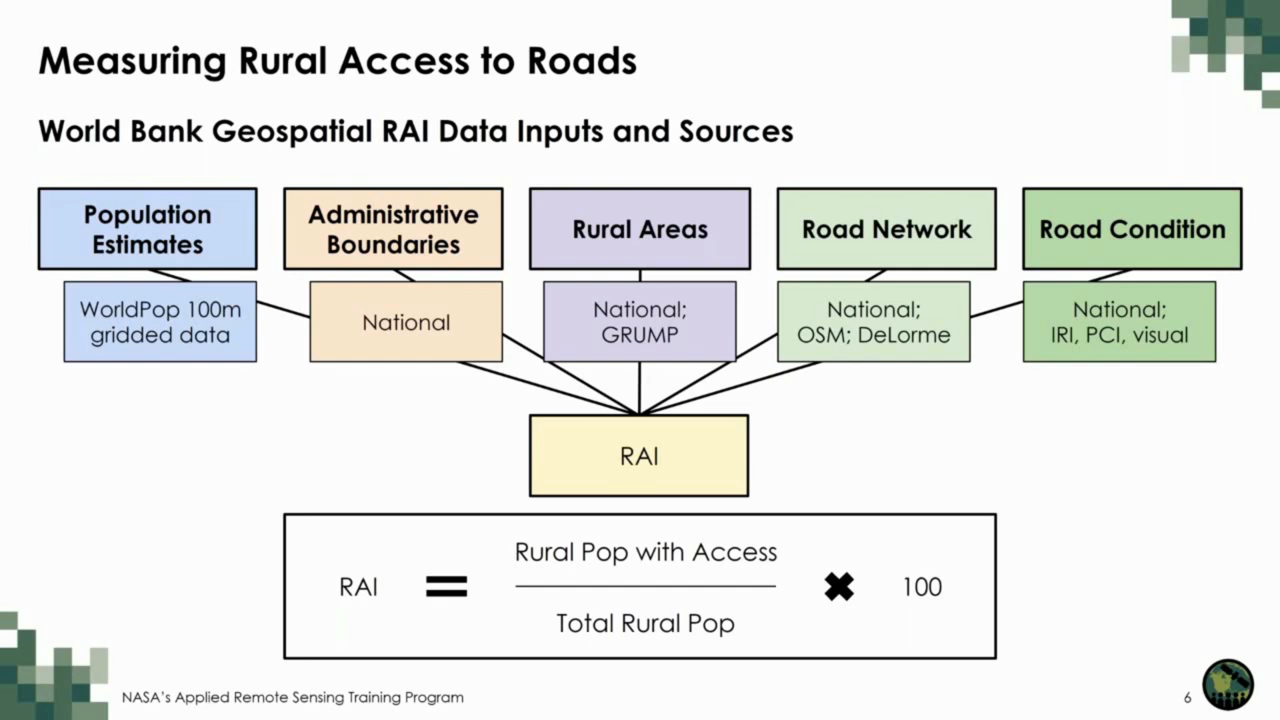 Measuring Rural Access to Roads
World Bank Geospatial RAI Data Inputs and Sources
Population
Estimates
Administrative
Boundaries
Rural Areas
Road Network
Road Condition
WorldPop 100m
gridded data
National
National;
GRUMP
National;
OSM; DeLorme
National;
IRI, PCI, visual
RAI
RAI = Rural Pop with Access
Total Rural Pop
✖ 100
NASA's Applied Remote Sensing Training Program
6